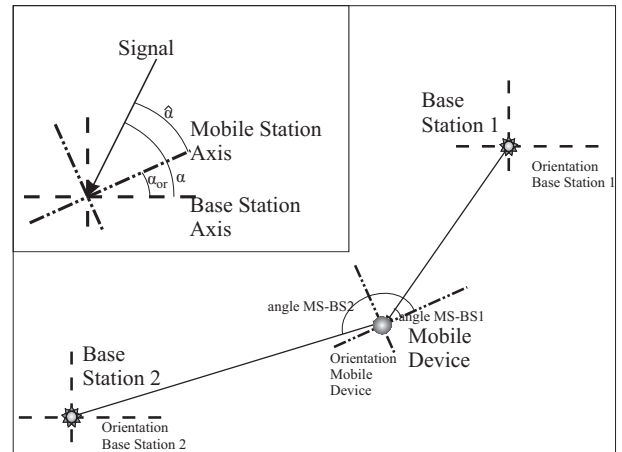 Signal
α̂
Mobile Station
Axis
α_or
α
Base Station
Axis
Base
Station 1
Orientation
Base Station 1
angle MS-BS2
angle MS-BS1
Mobile
Device
Orientation
Mobile
Device
Base
Station 2
Orientation
Base Station 2